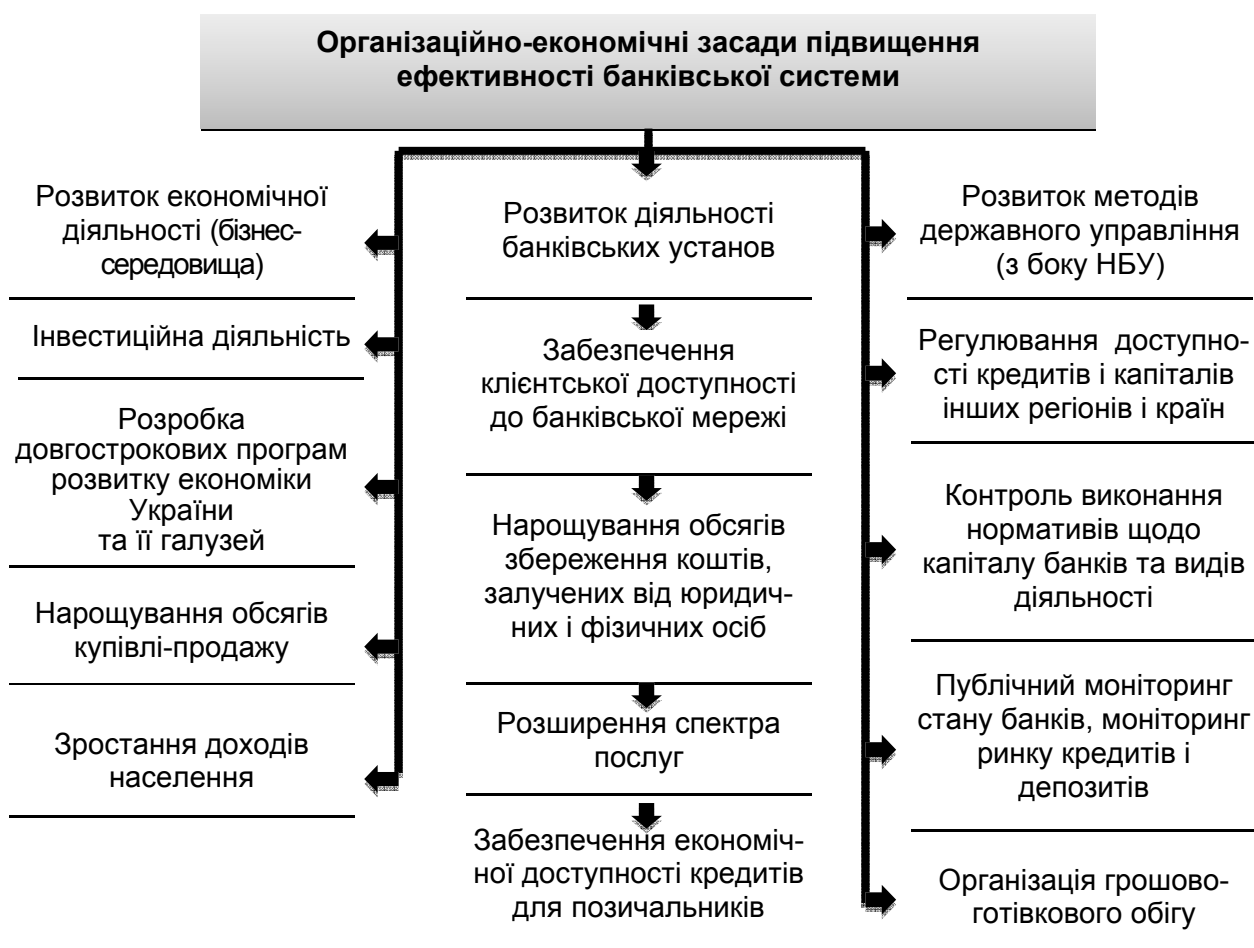 Організаційно-економічні засади підвищення
ефективності банківської системи
Розвиток економічної
діяльності (бізнес-
середовища)
Інвестиційна діяльність
Розробка
довгострокових програм
розвитку економіки
України
та її галузей
Нарощування обсягів
купівлі-продажу
Зростання доходів
населення
Розвиток діяльності
банківських установ
Забезпечення
клієнтської доступності
до банківської мережі
Нарощування обсягів
збереження коштів,
залучених від юридич-
них і фізичних осіб
Розширення спектра
послуг
Забезпечення економіч-
ної доступності кредитів
для позичальників
Розвиток методів
державного управління
(з боку НБУ)
Регулювання доступно-
сті кредитів і капіталів
інших регіонів і країн
Контроль виконання
нормативів щодо
капіталу банків та видів
діяльності
Публічний моніторинг
стану банків, моніторинг
ринку кредитів і
депозитів
Організація грошово-
готівкового обігу